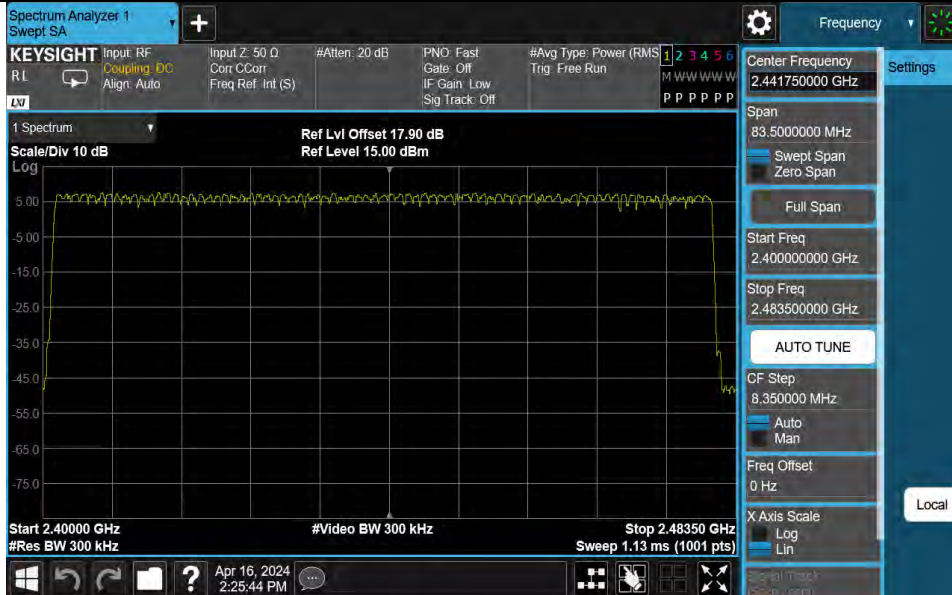 Spectrum Analyzer 1
Swept SA
Frequency
KEYSIGHT
Input: RF
Input Z: 50 Ω
#Atten: 20 dB
PNO: Fast
#Avg Type: Power (RMS
1 2 3 4 5 6
R L
Coupling: DC
Corr CCorr
Gate: Off
Trig: Free Run
M W W W W W
Align: Auto
Freq Ref: Int (S)
IF Gain: Low
Sig Track: Off
P P P P P P
LXI
Center Frequency
2.441750000 GHz
Settings
Span
83.5000000 MHz
Swept Span
Zero Span
Full Span
Start Freq
2.400000000 GHz
Stop Freq
2.483500000 GHz
AUTO TUNE
CF Step
8.350000 MHz
Auto
Man
Freq Offset
0 Hz
X Axis Scale
Log
Lin
Local
1 Spectrum
Scale/Div 10 dB
Ref Lvl Offset 17.90 dB
Ref Level 15.00 dBm
Log
5.00
-5.00
-15.0
-25.0
-35.0
-45.0
-55.0
-65.0
-75.0
Start 2.40000 GHz
#Video BW 300 kHz
Stop 2.48350 GHz
#Res BW 300 kHz
Sweep 1.13 ms (1001 pts)
?
Apr 16, 2024
2:25:44 PM